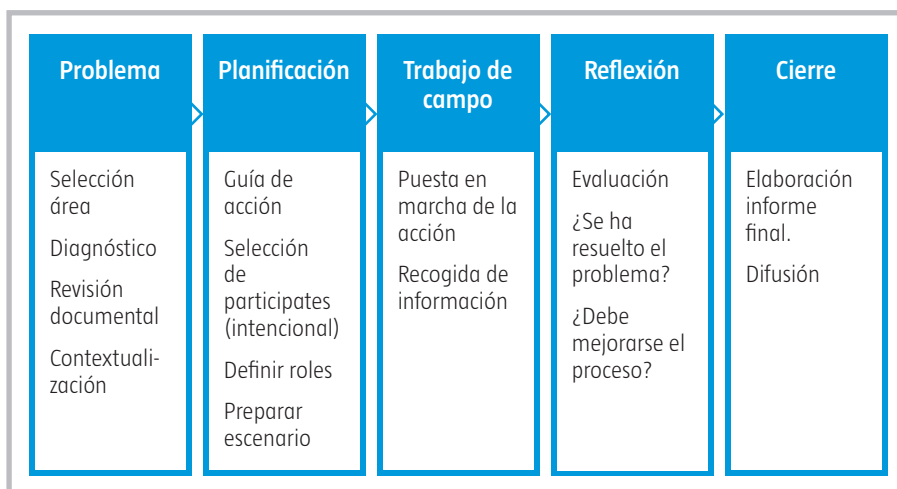 Problema
Selección
área
Diagnóstico
Revisión
documental
Contextuali-
zación
Planificación
Guía de
acción
Selección
de
participates
(intencional)
Definir roles
Preparar
escenario
Trabajo de
campo
Puesta en
marcha de la
acción
Recogida de
información
Reflexión
Evaluación
¿Se ha
resuelto el
problema?
¿Debe
mejorarse el
proceso?
Cierre
Elaboración
informe
final.
Difusión